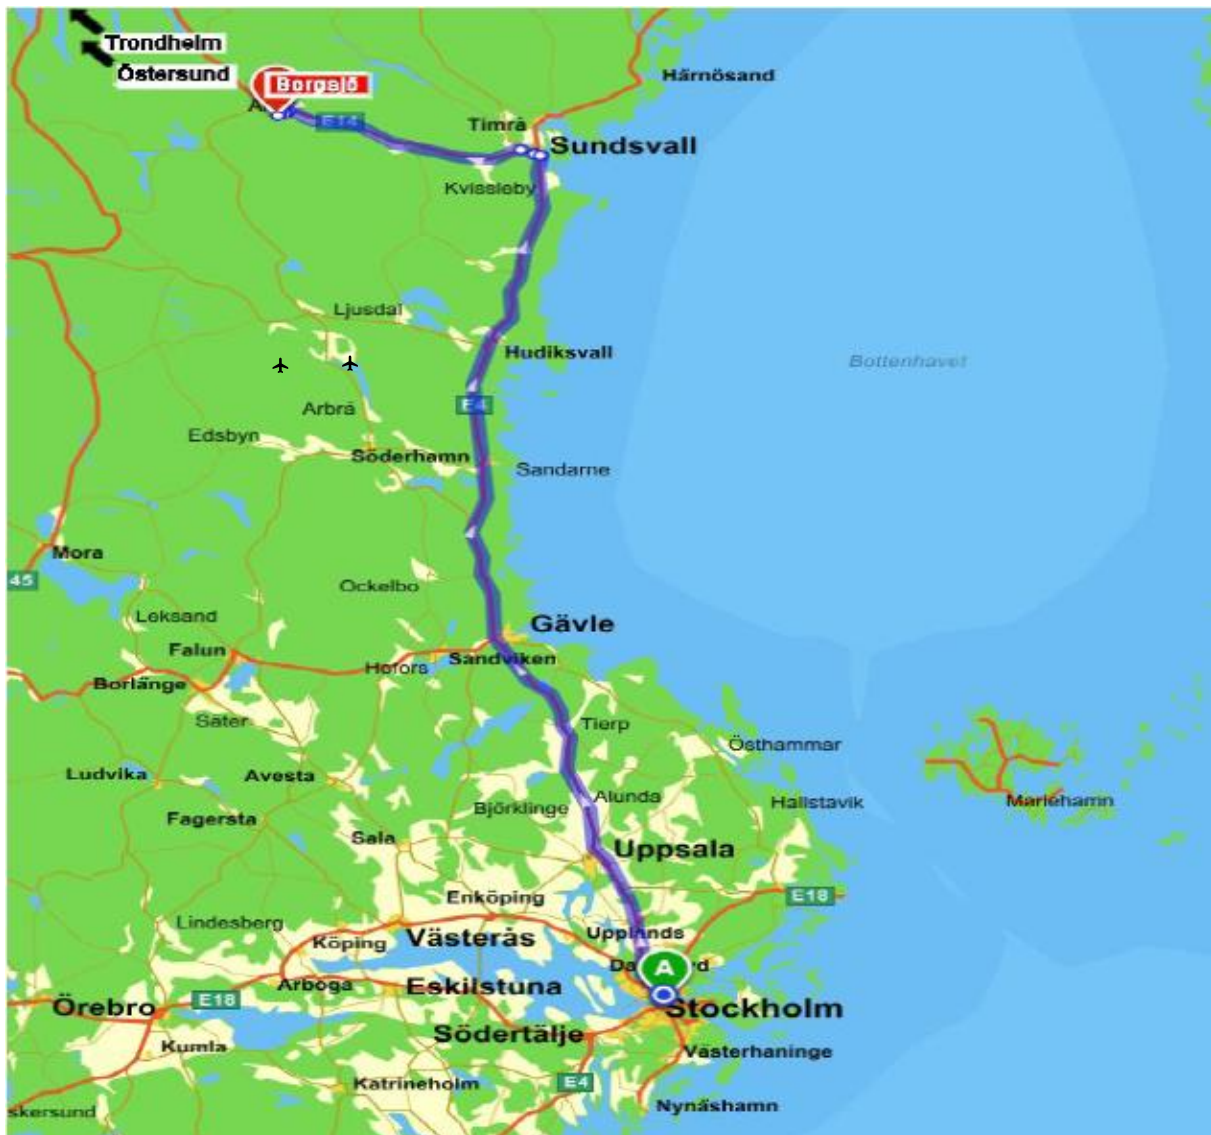 Trondheim
Östersund
Borgsjö
Härnösand
E14
Timrå
Sundsvall
Kvissleby
Ljusdal
Hudiksvall
Bottenhavet
Arbrå
E4
Edsbyn
Söderhamn
Sandarne
Mora
45
Ockelbo
Leksand
Gävle
Falun
Hofors
Sandviken
Borlänge
Säter
Tierp
Östhammar
Ludvika
Avesta
Björklinge
Alunda
Hallstavik
Mariehamn
Fagersta
Sala
Uppsala
Enköping
E18
Lindesberg
Köping
Västerås
Upplands
A
Arboga
Eskilstuna
E18
Örebro
Stockholm
Södertälje
Kumla
Västerhaninge
Katrineholm
E4
Nynäshamn
skersund